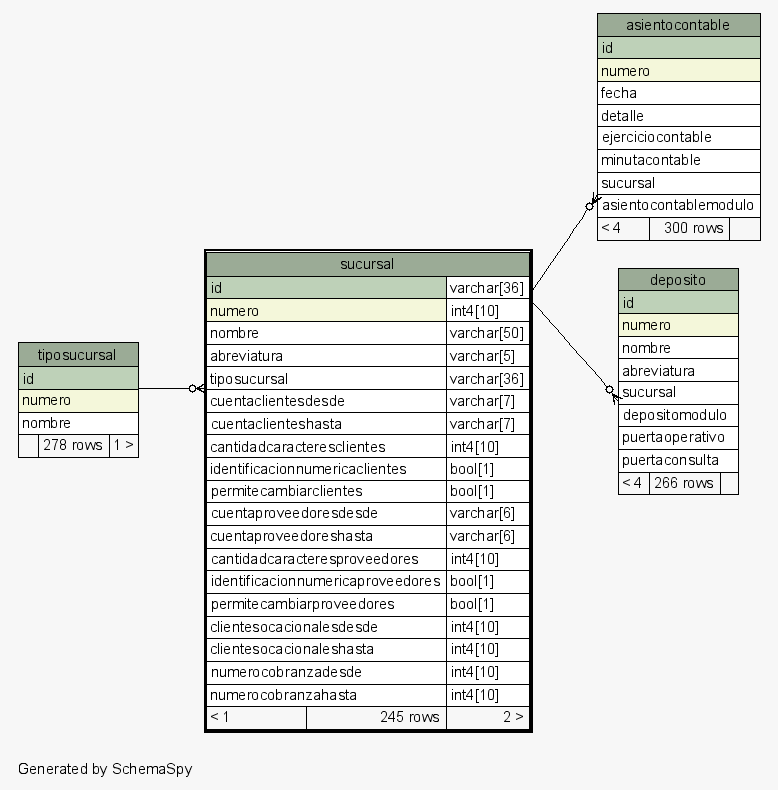 asientocontable
id
numero
fecha
detalle
ejerciciocontable
minutacontable
sucursal
asientocontablemodulo
< 4 300 rows
sucursal
id varchar[36]
numero int4[10]
nombre varchar[50]
abreviatura varchar[5]
tiposucursal varchar[36]
cuentaclientesdesde varchar[7]
cuentaclienteshasta varchar[7]
cantidadcaracteresclientes int4[10]
identificacionnumericaclientes bool[1]
permitecambiarclientes bool[1]
cuentaproveedoresdesde varchar[6]
cuentaproveedoreshasta varchar[6]
cantidadcaracteresproveedores int4[10]
identificacionnumericaproveedores bool[1]
permitecambiarproveedores bool[1]
clientesocacionalesdesde int4[10]
clientesocacionaleshasta int4[10]
numerocobranzadesde int4[10]
numerocobranzahasta int4[10]
< 1 245 rows 2 >
deposito
id
numero
nombre
abreviatura
sucursal
depositomodulo
puertaoperativo
puertaconsulta
< 4 266 rows
tiposucursal
id
numero
nombre
278 rows 1 >
Generated by SchemaSpy